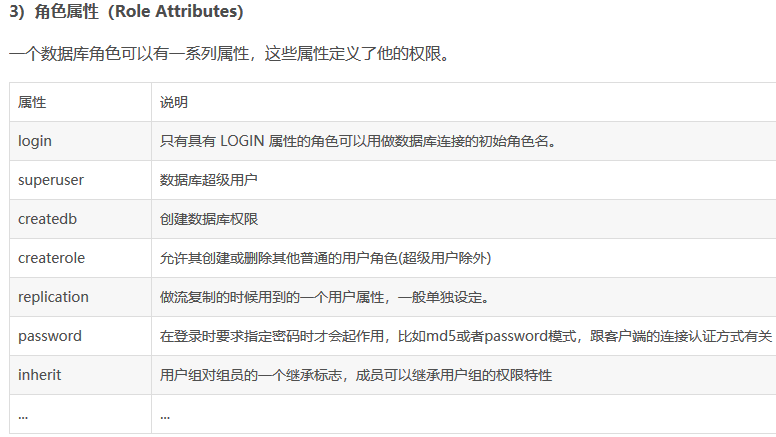 3）角色属性（Role Attributes）
一个数据库角色可以有一系列属性，这些属性定义了他的权限。
属性 说明
login 只有具有 LOGIN 属性的角色可以用做数据库连接的初始角色名。
superuser 数据库超级用户
createdb 创建数据库权限
createrole 允许其创建或删除其他普通的用户角色(超级用户除外)
replication 做流复制的时候用到的一个用户属性，一般单独设定。
password 在登录时要求指定密码时才会起作用，比如md5或者password模式，跟客户端的连接认证方式有关
inherit 用户组对组员的一个继承标志，成员可以继承用户组的权限特性
... ...